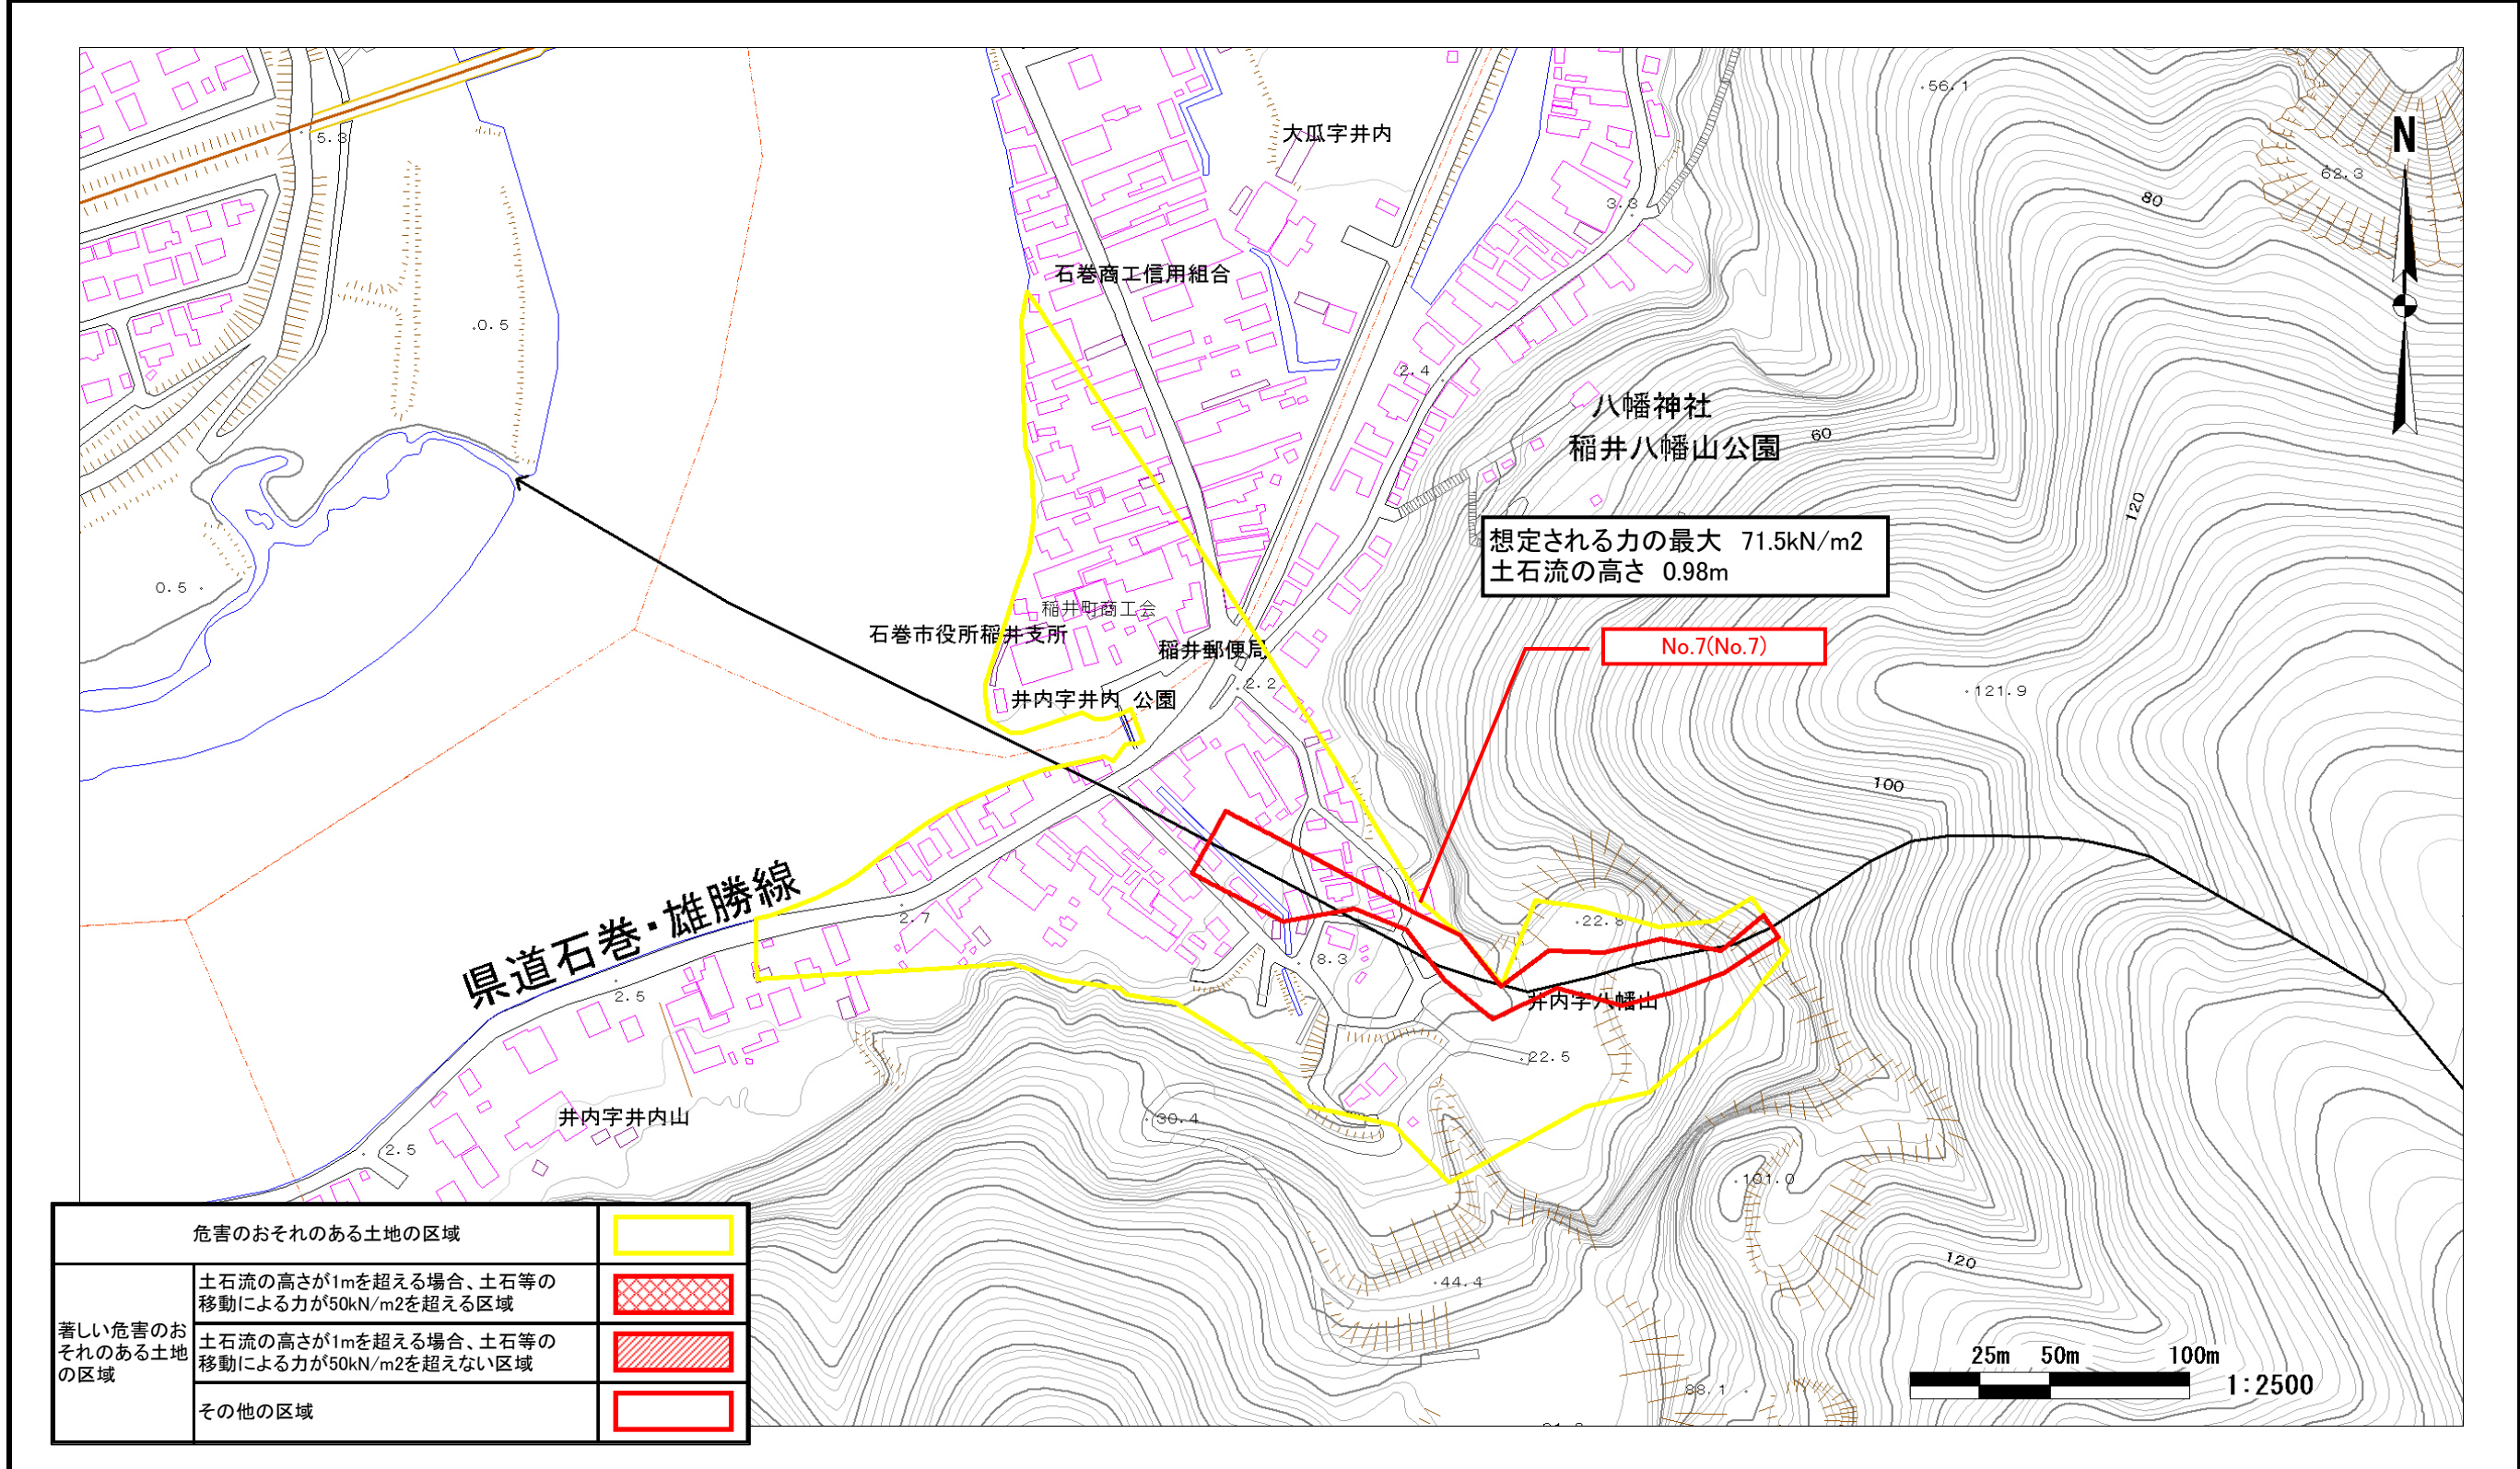 大瓜字井内
石巻商工信用組合
八幡神社
稲井八幡山公園
想定される力の最大 71.5kN/m2
土石流の高さ 0.98m
No.7(No.7)
稲井町商工会
石巻市役所稲井支所
稲井郵便局
井内字井内 公園
県道石巻・雄勝線
井内字八幡山
井内字井内山
N
56.1
62.3
80
5.3
3.3
0.5
2.4
60
120
0.5
2.2
121.9
100
2.7
22.8
8.3
2.5
22.5
30.4
2.5
101.0
120
44.4
88.1
25m 50m 100m
1:2500
危害のおそれのある土地の区域
著しい危害のお
それのある土地
の区域
土石流の高さが1mを超える場合、土石等の
移動による力が50kN/m2を超える区域
土石流の高さが1mを超える場合、土石等の
移動による力が50kN/m2を超えない区域
その他の区域